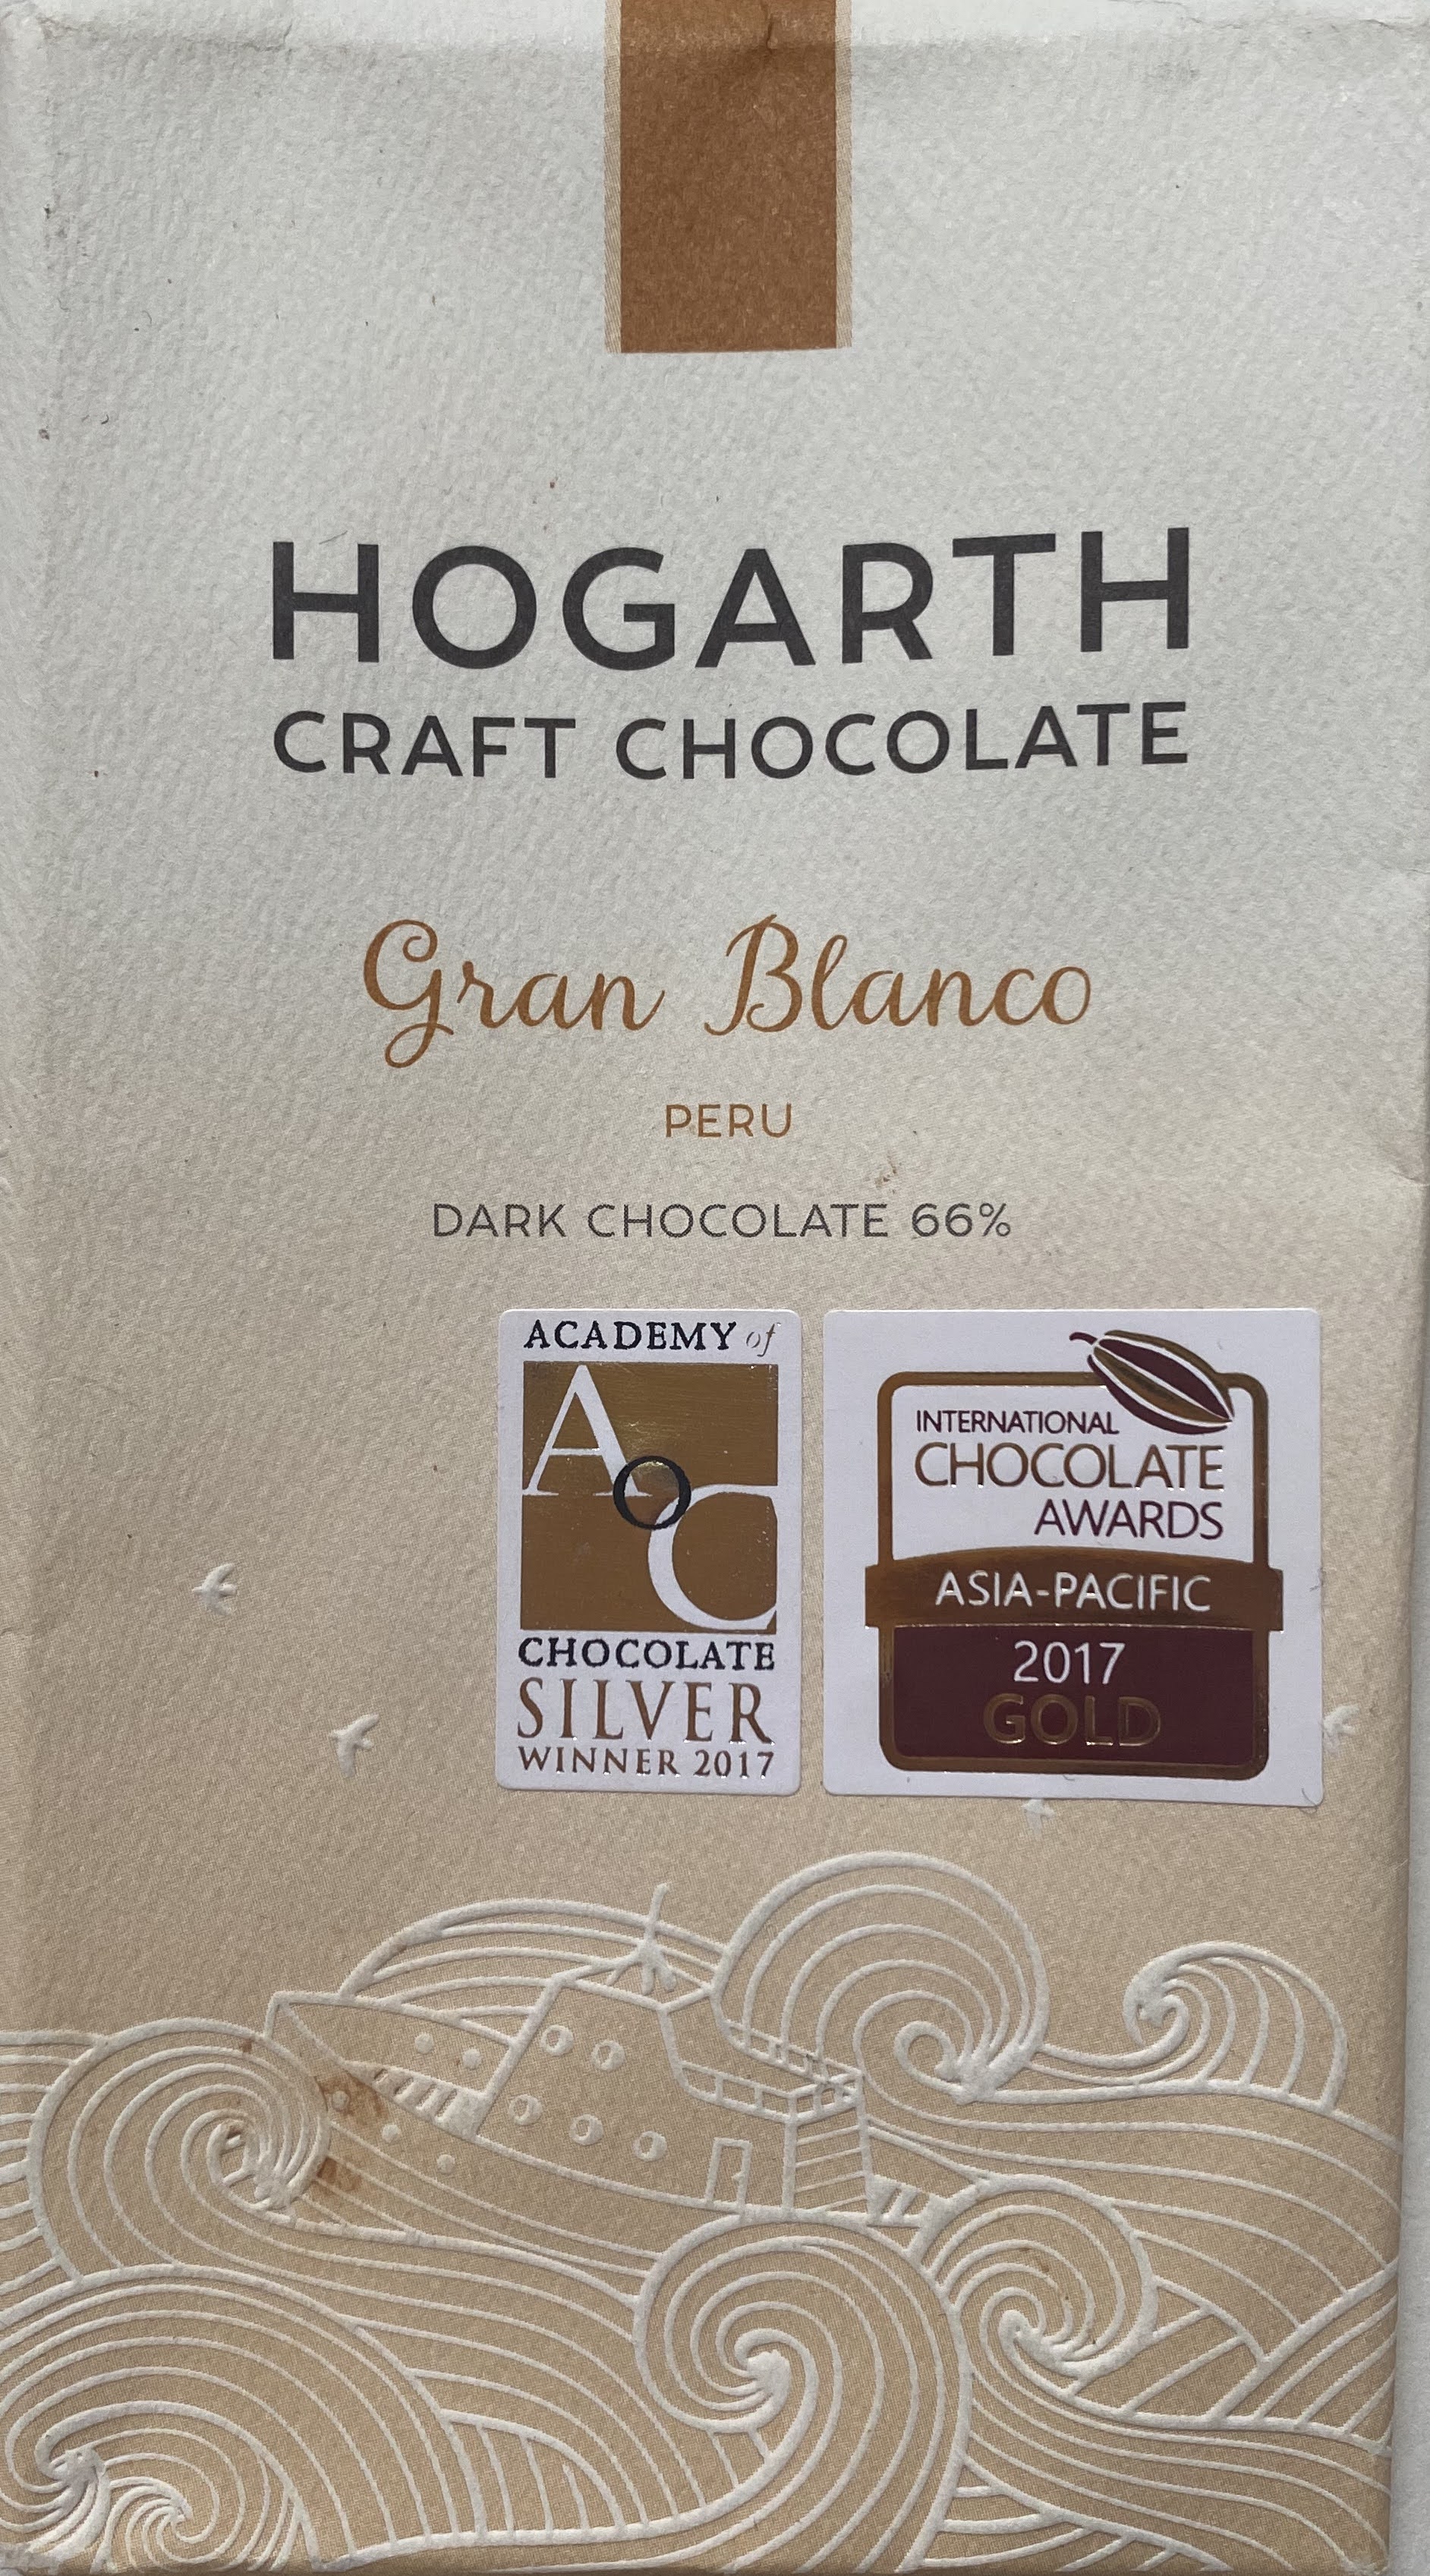 HOGARTH
CRAFT CHOCOLATE
Gran Blanco
PERU
DARK CHOCOLATE 66%
ACADEMY of
AOC
CHOCOLATE
SILVER
WINNER 2017
INTERNATIONAL
CHOCOLATE
AWARDS
ASIA-PACIFIC
2017
GOLD